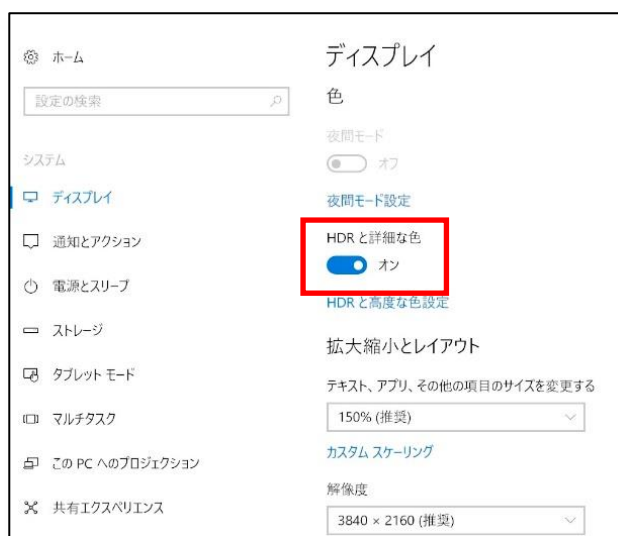 ホーム
設定の検索
システム
ディスプレイ
通知とアクション
電源とスリープ
ストレージ
タブレット モード
マルチタスク
この PC へのプロジェクション
共有エクスペリエンス
ディスプレイ
色
夜間モード
オフ
夜間モード設定
HDR と詳細な色
オン
HDR と高度な色設定
拡大縮小とレイアウト
テキスト、アプリ、その他の項目のサイズを変更する
150% (推奨)
カスタム スケーリング
解像度
3840 × 2160 (推奨)